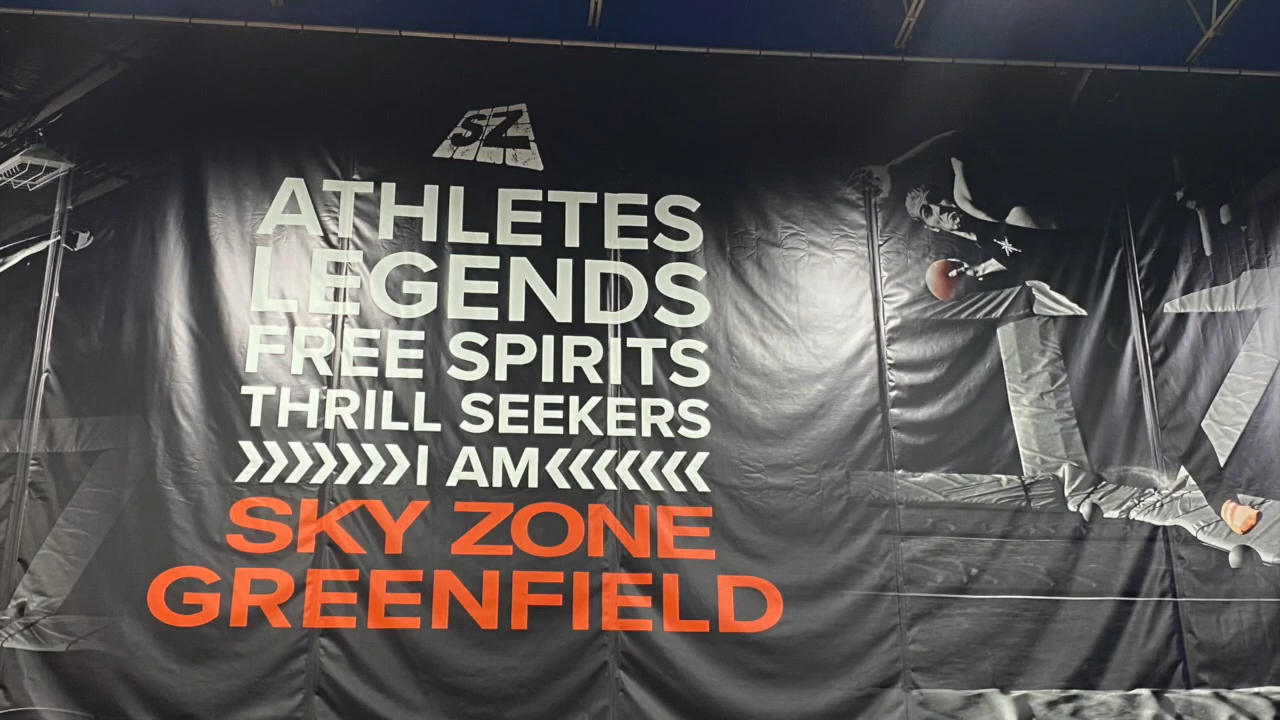 SZ
ATHLETES
LEGENDS
FREE SPIRITS
THRILL SEEKERS
>>>>>>>I AM<<<<<<<
SKY ZONE
GREENFIELD